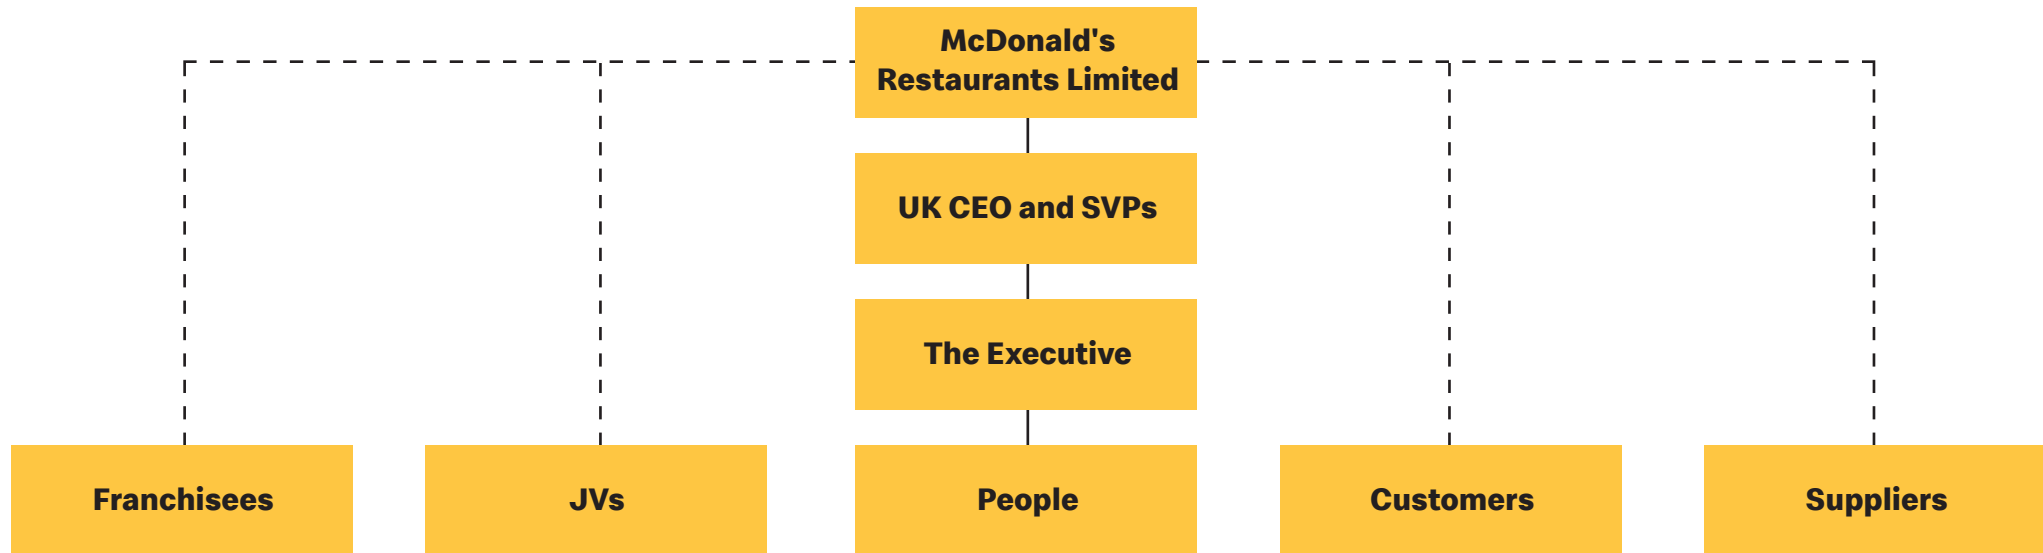 McDonald's
Restaurants Limited
UK CEO and SVPs
The Executive
Franchisees
JVs
People
Customers
Suppliers